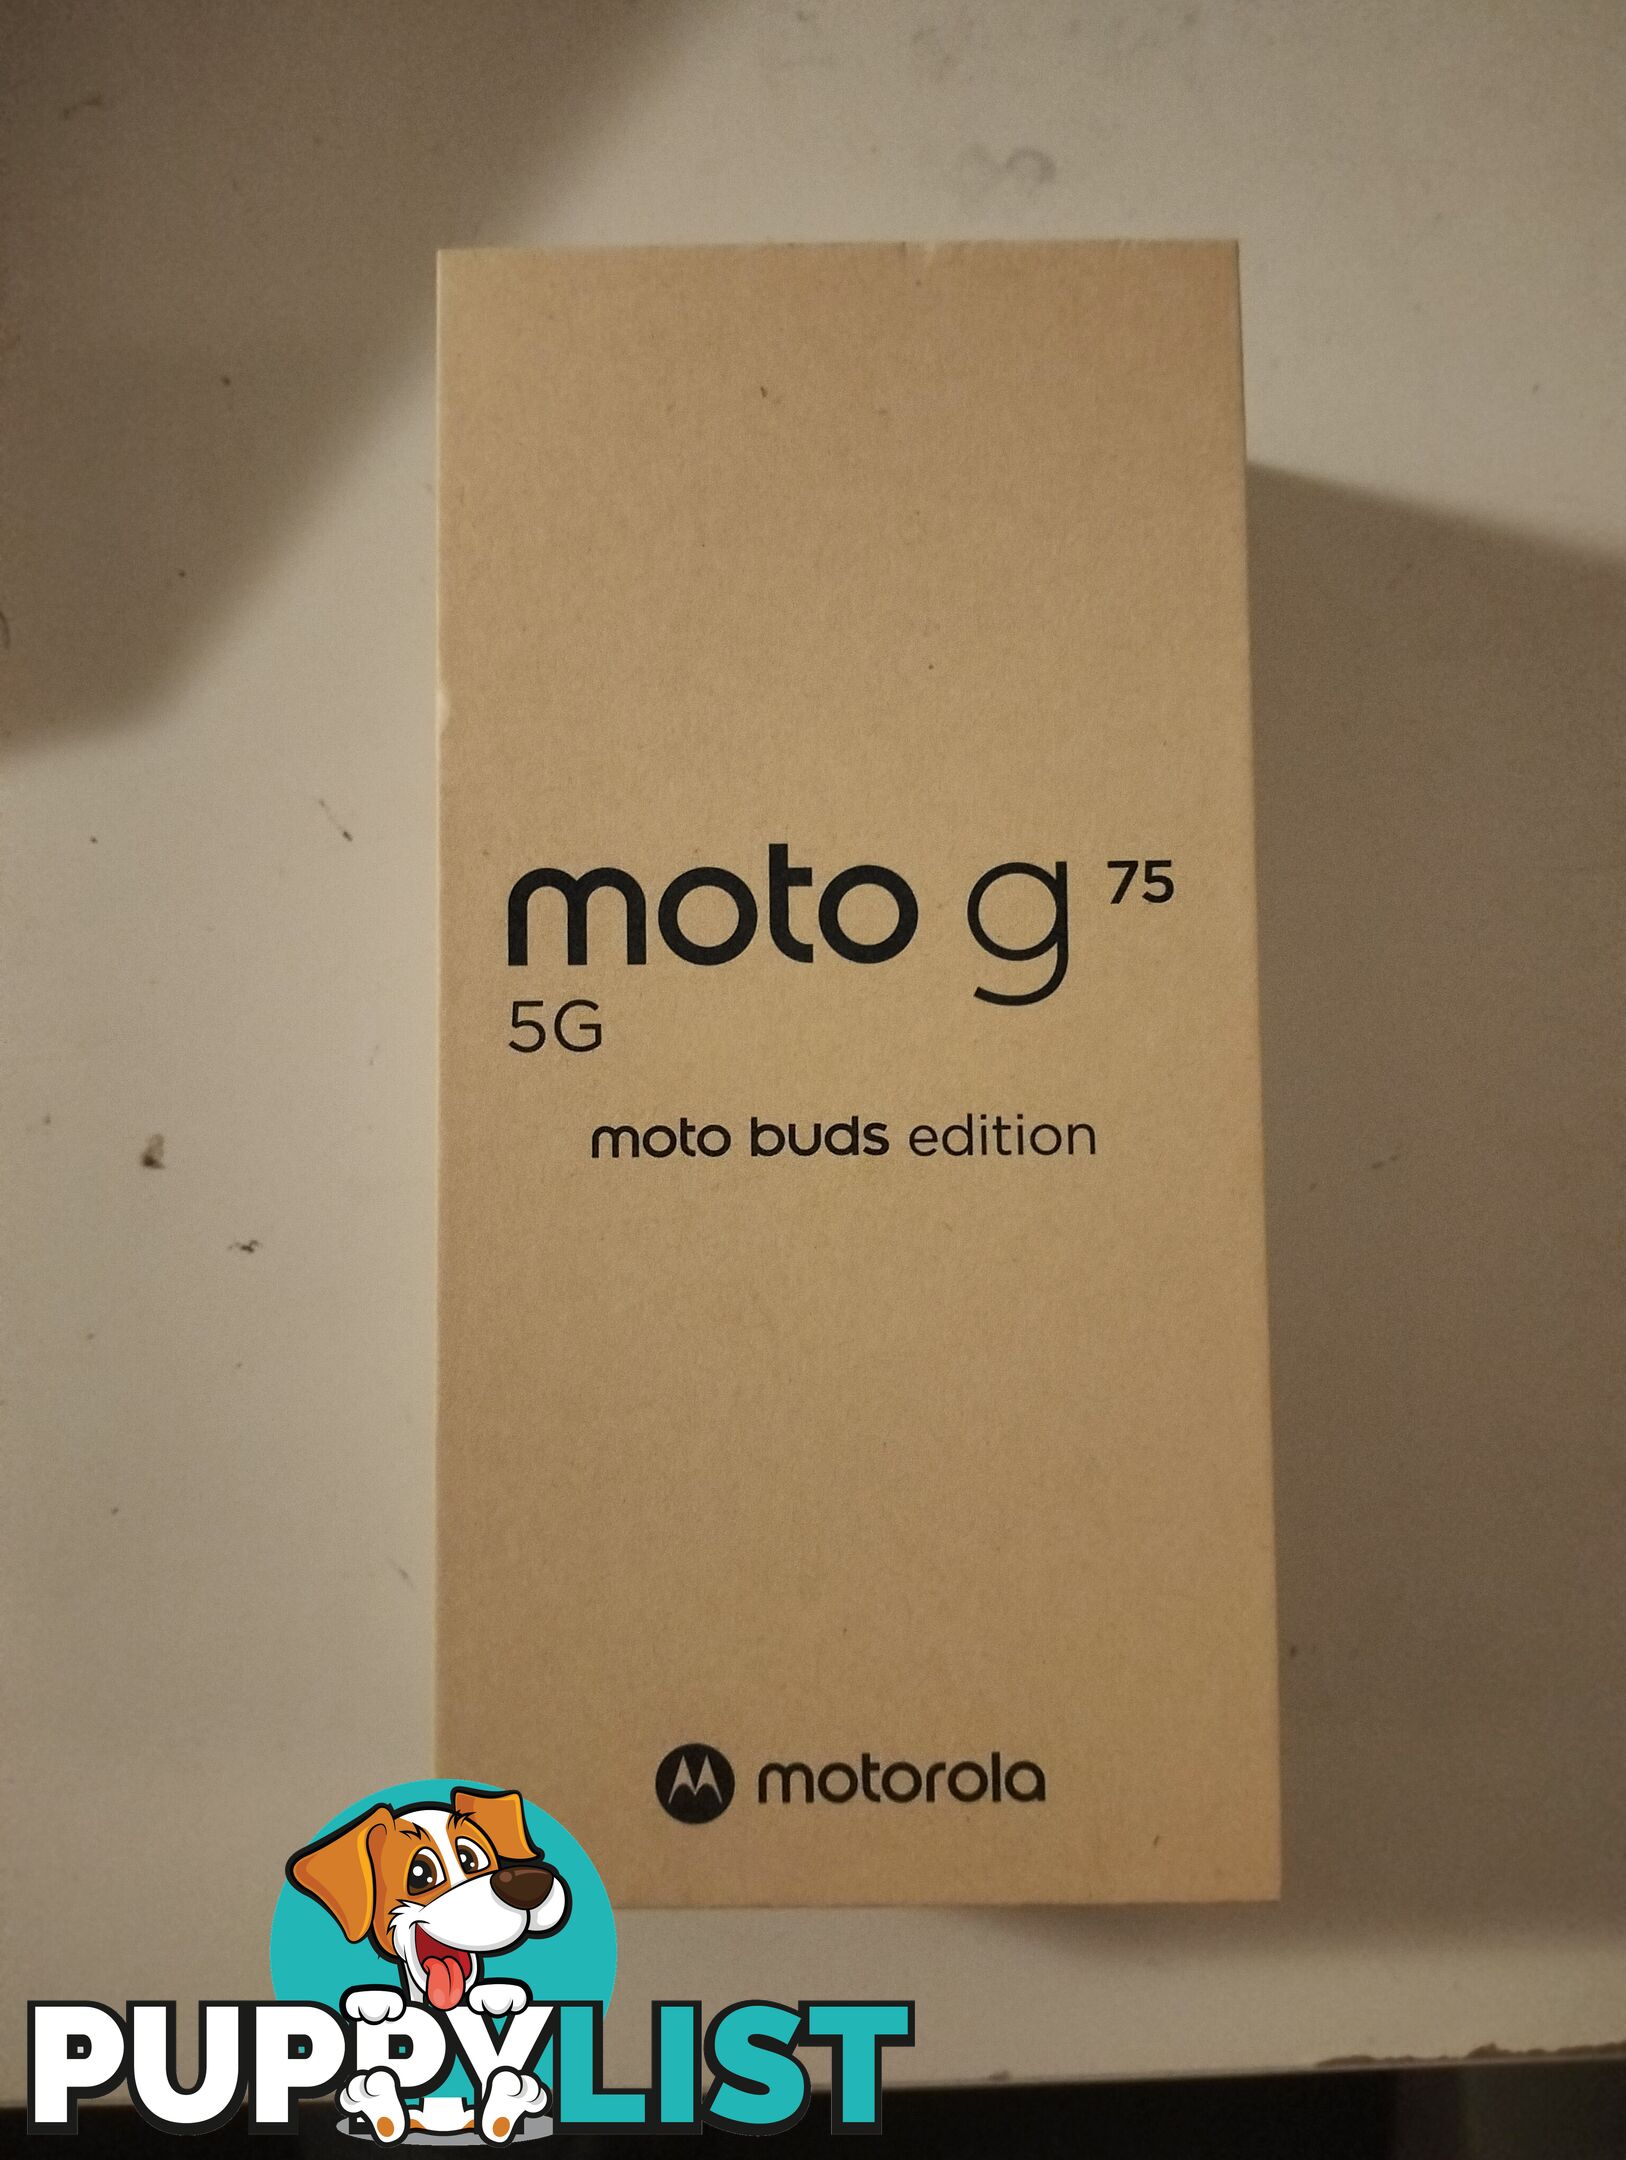 moto g 75
5G
moto buds edition
motorola
PUPPYLIST